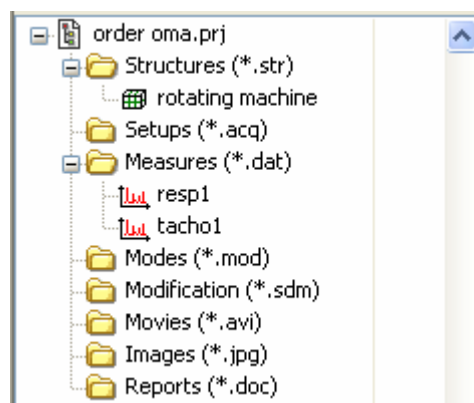 order oma.prj
Structures (*.str)
rotating machine
Setups (*.acq)
Measures (*.dat)
resp1
tacho1
Modes (*.mod)
Modification (*.sdm)
Movies (*.avi)
Images (*.jpg)
Reports (*.doc)